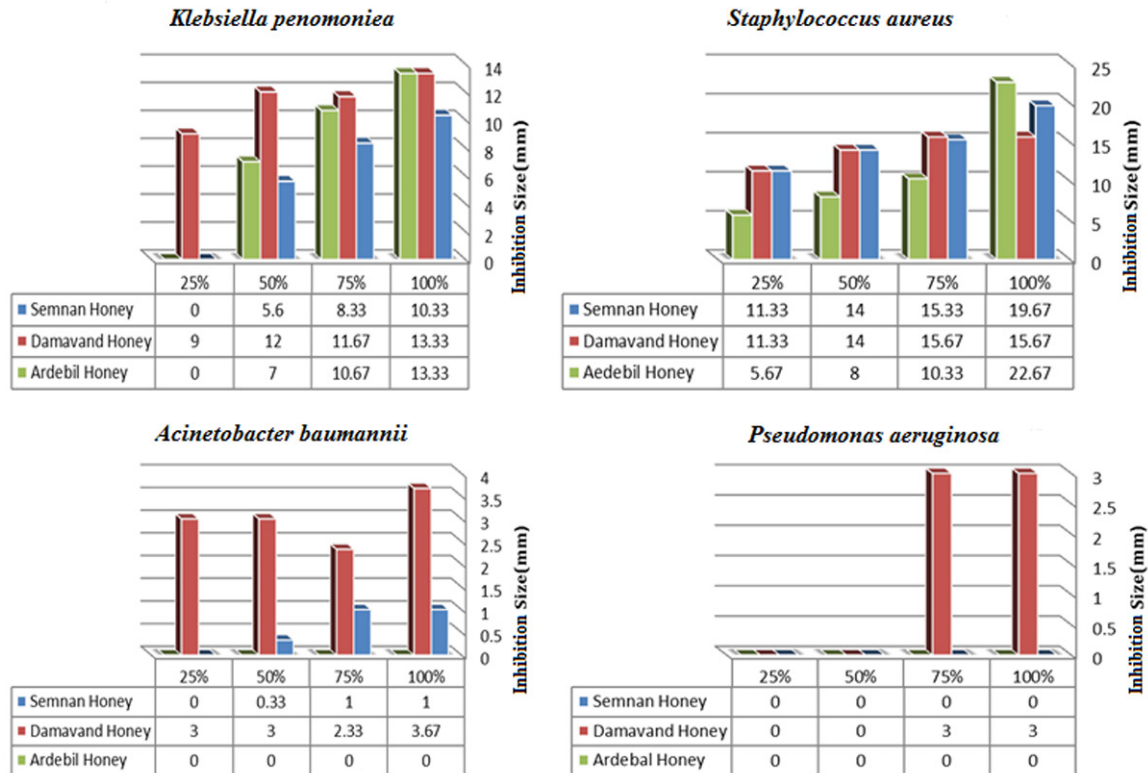 Klebsiella penomoniea
14
12
10
8
6
4
2
0
Inhibition Size(mm)
25% 50% 75% 100%
Semnan Honey 0 5.6 8.33 10.33
Damavand Honey 9 12 11.67 13.33
Ardebil Honey 0 7 10.67 13.33
Staphylococcus aureus
25
20
15
10
5
0
Inhibition Size(mm)
25% 50% 75% 100%
Semnan Honey 11.33 14 15.33 19.67
Damavand Honey 11.33 14 15.67 15.67
Aedebil Honey 5.67 8 10.33 22.67
Acinetobacter baumannii
4
3.5
3
2.5
2
1.5
1
0.5
0
Inhibition Size(mm)
25% 50% 75% 100%
Semnan Honey 0 0.33 1 1
Damavand Honey 3 3 2.33 3.67
Ardebil Honey 0 0 0 0
Pseudomonas aeruginosa
3
2.5
2
1.5
1
0.5
0
Inhibition Size(mm)
25% 50% 75% 100%
Semnan Honey 0 0 0 0
Damavand Honey 0 0 3 3
Ardebal Honey 0 0 0 0